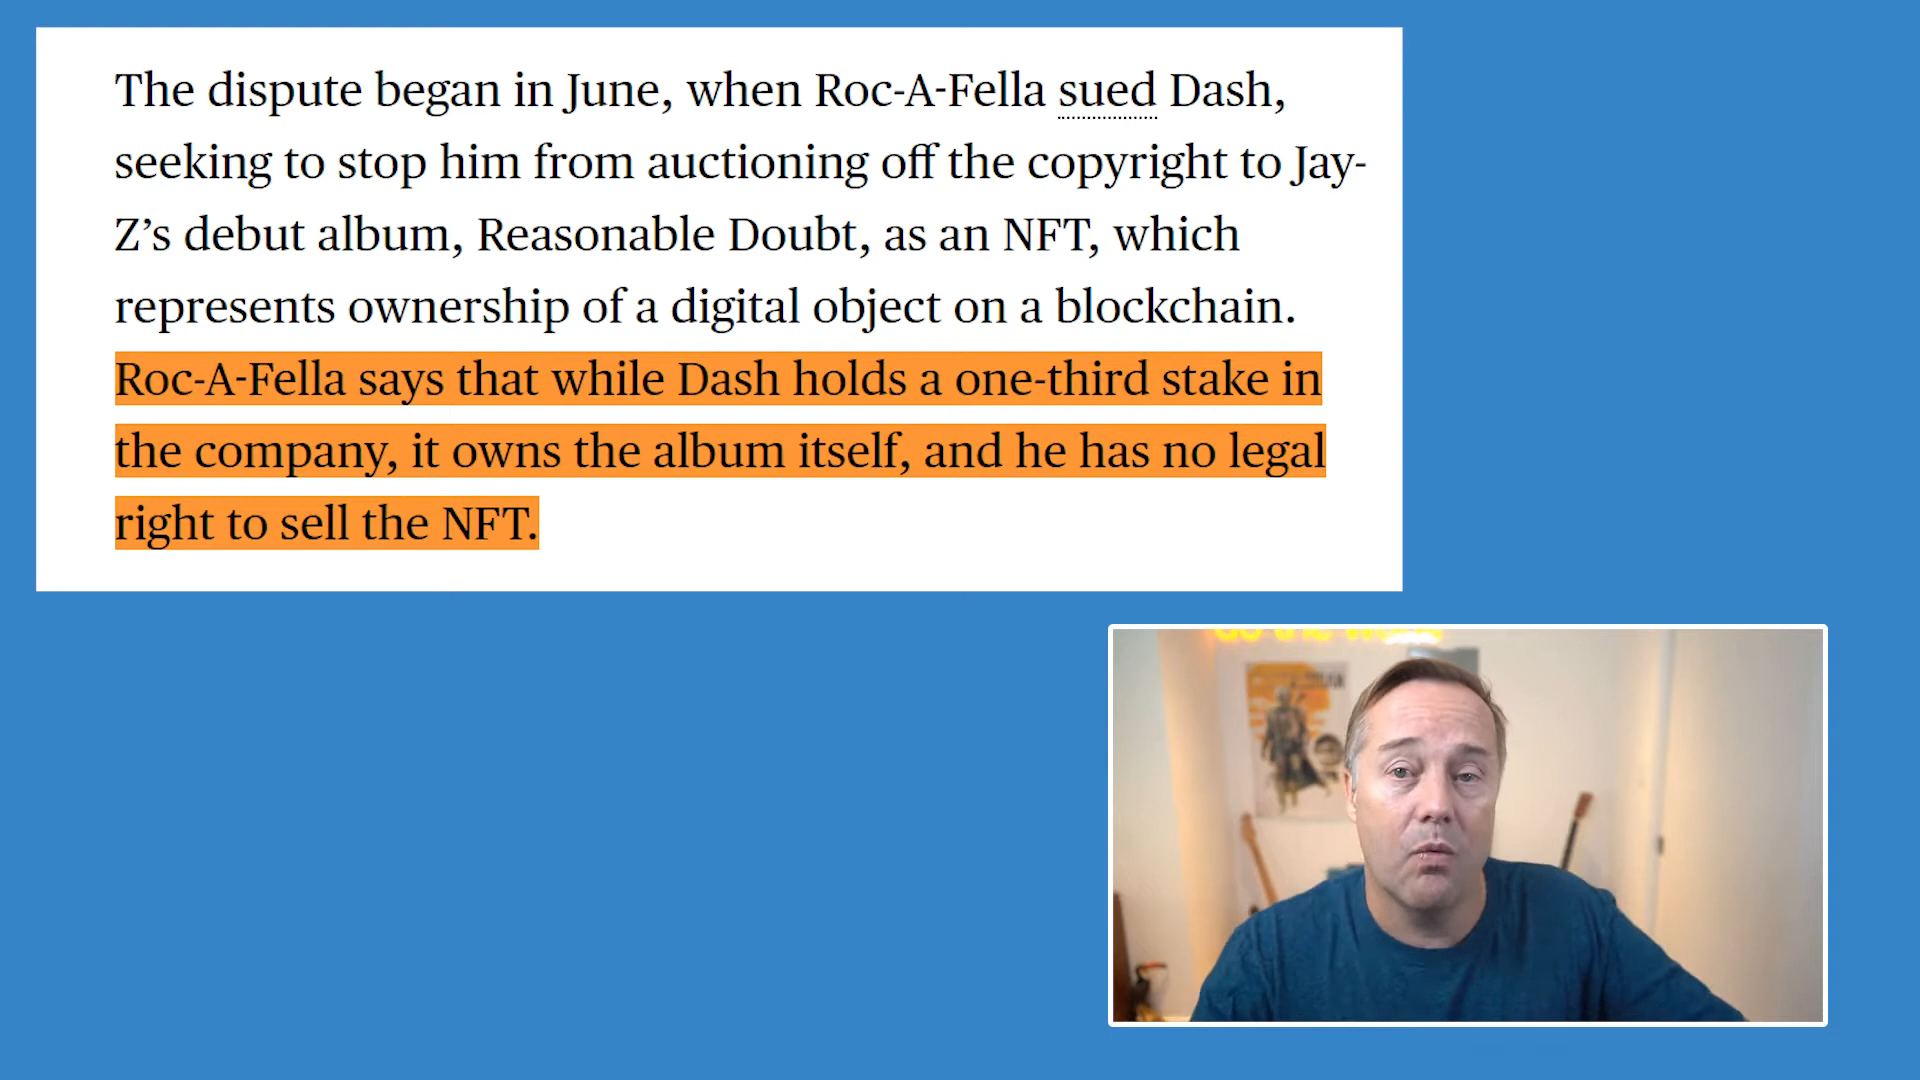 The dispute began in June, when Roc-A-Fella sued Dash,
seeking to stop him from auctioning off the copyright to Jay-
Z’s debut album, Reasonable Doubt, as an NFT, which
represents ownership of a digital object on a blockchain.
Roc-A-Fella says that while Dash holds a one-third stake in
the company, it owns the album itself, and he has no legal
right to sell the NFT.